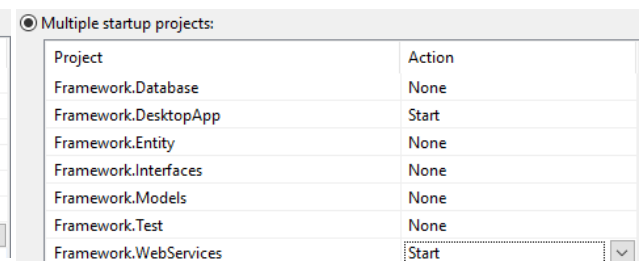 Multiple startup projects:
Project Action
Framework.Database None
Framework.DesktopApp Start
Framework.Entity None
Framework.Interfaces None
Framework.Models None
Framework.Test None
Framework.WebServices Start